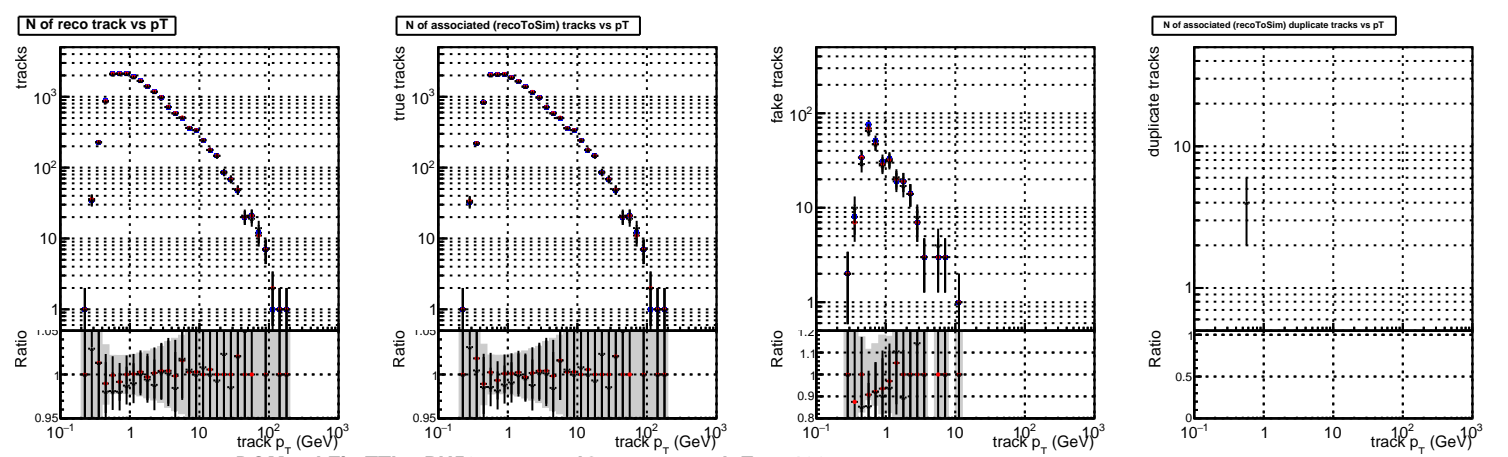 N of reco track vs pT
tracks
10³
10²
10
1
Ratio
1.05
1
0.95
10⁻¹ 1 10 10² 10³
track p_T (GeV)
N of associated (recoToSim) tracks vs pT
true tracks
10³
10²
10
1
Ratio
1.05
1
0.95
10⁻¹ 1 10 10² 10³
track p_T (GeV)
fake tracks
10²
10
1
Ratio
1.2
1.1
1
0.9
0.8
10⁻¹ 1 10 10² 10³
track p_T (GeV)
N of associated (recoToSim) duplicate tracks vs pT
duplicate tracks
10
1
Ratio
1
0.5
0
10⁻¹ 1 10 10² 10³
track p_T (GeV)